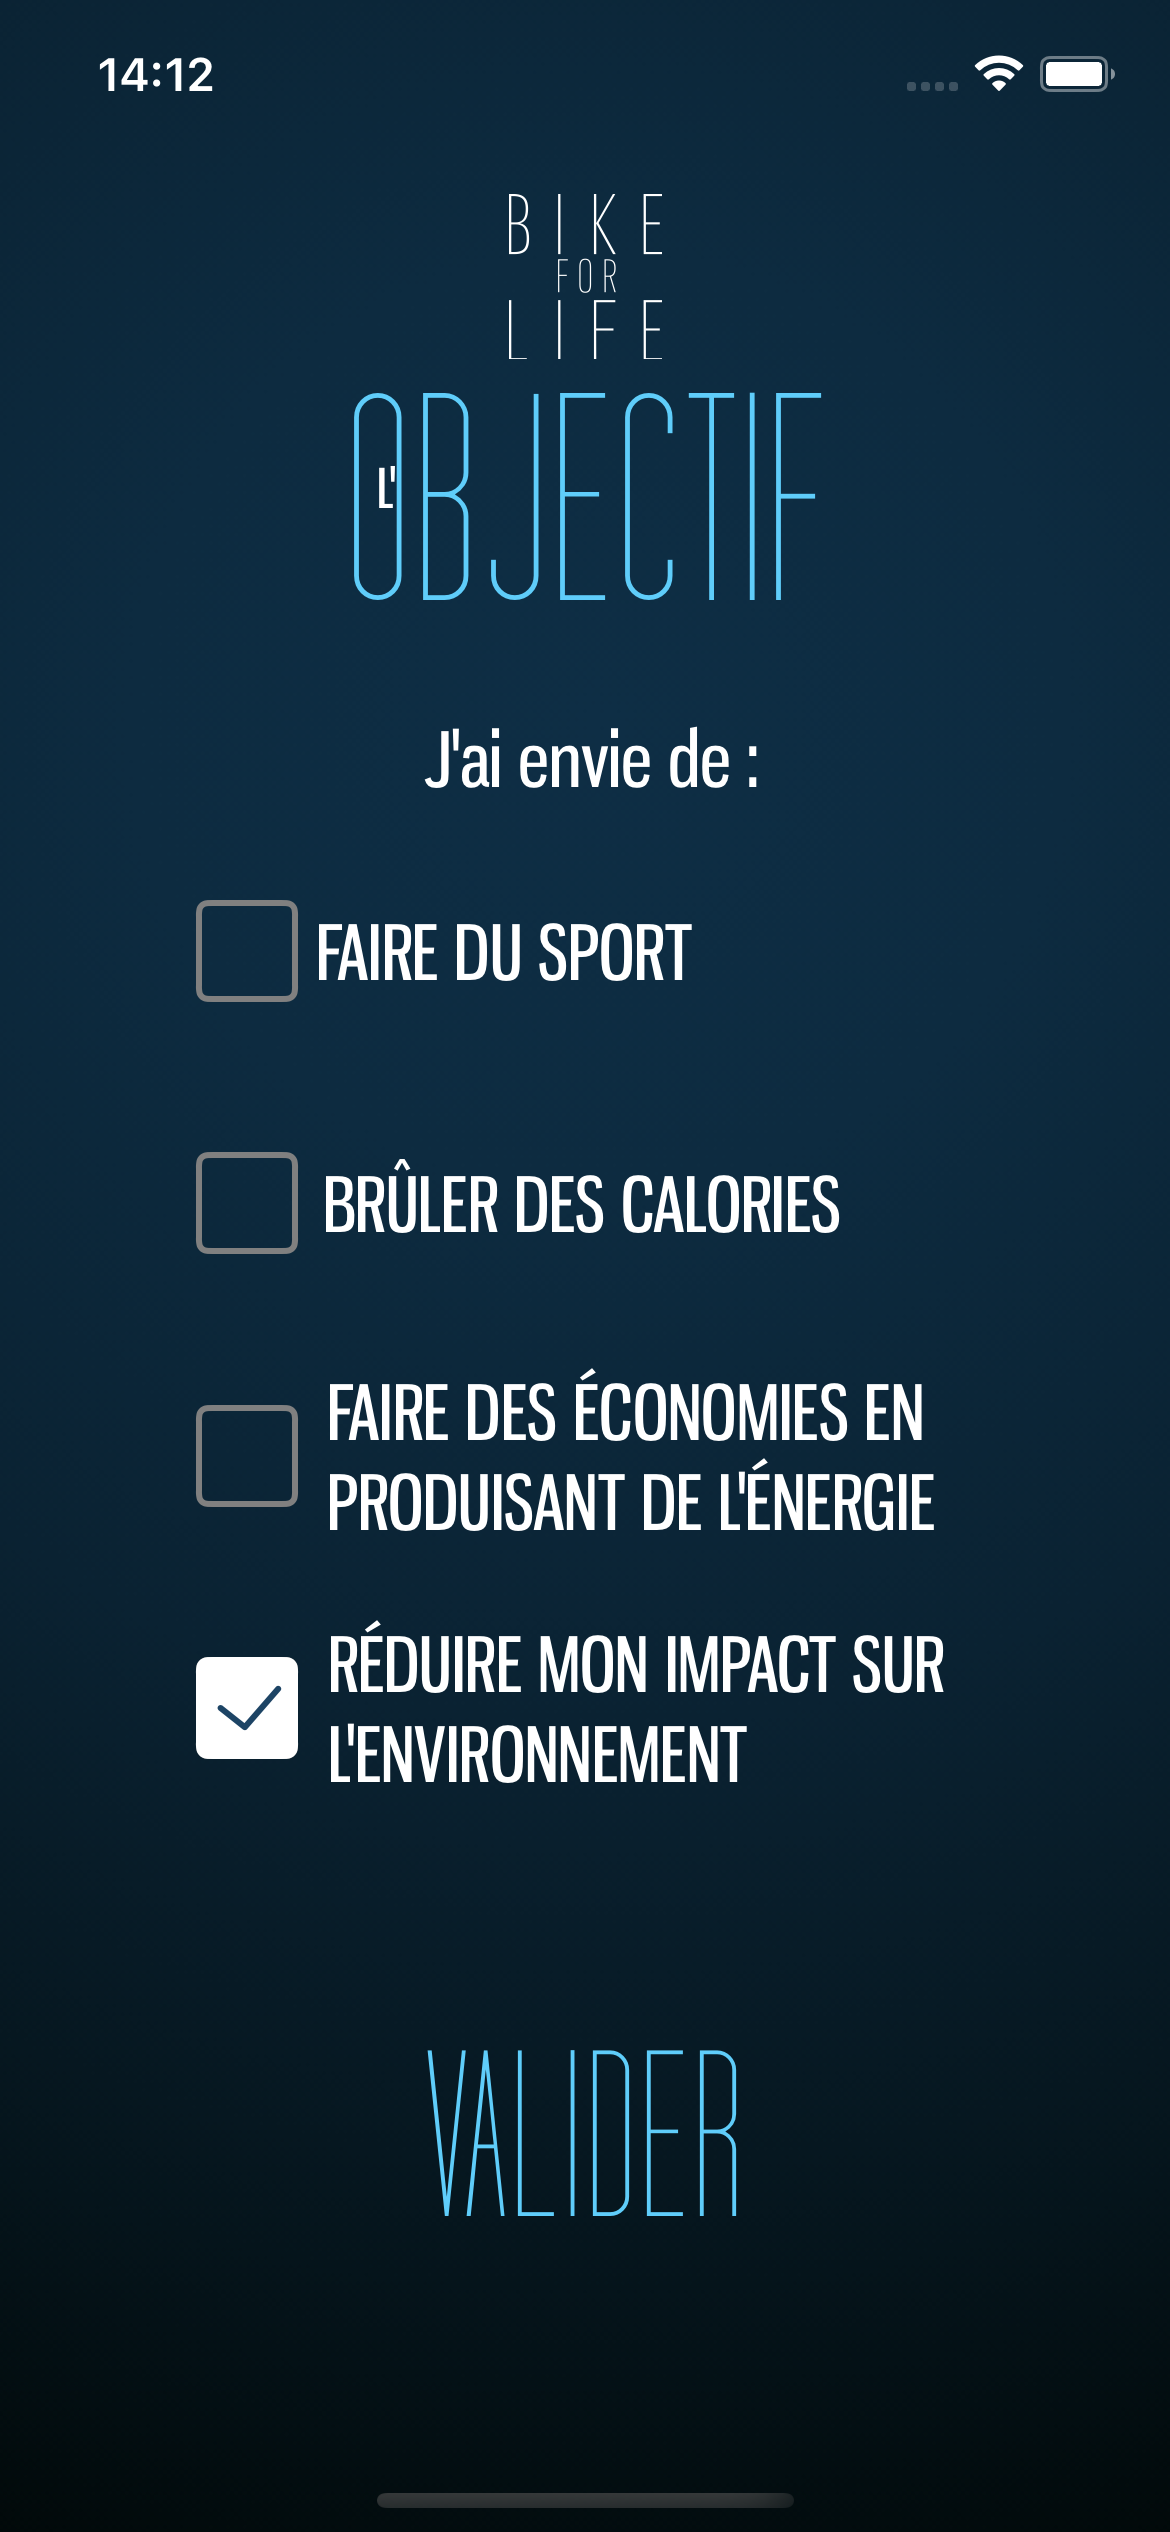 14:12
BIKE
FOR
LIFE
L'
OBJECTIF
J'ai envie de :
FAIRE DU SPORT
BRÛLER DES CALORIES
FAIRE DES ÉCONOMIES EN
PRODUISANT DE L'ÉNERGIE
RÉDUIRE MON IMPACT SUR
L'ENVIRONNEMENT
VALIDER